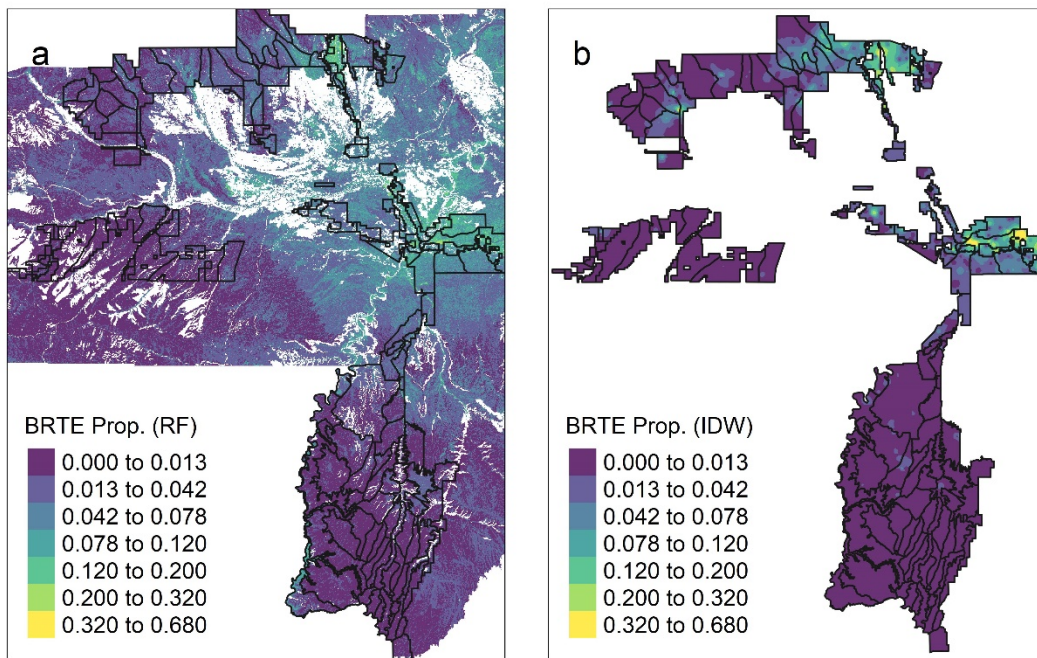 a
BRTE Prop. (RF)
0.000 to 0.013
0.013 to 0.042
0.042 to 0.078
0.078 to 0.120
0.120 to 0.200
0.200 to 0.320
0.320 to 0.680
b
BRTE Prop. (IDW)
0.000 to 0.013
0.013 to 0.042
0.042 to 0.078
0.078 to 0.120
0.120 to 0.200
0.200 to 0.320
0.320 to 0.680